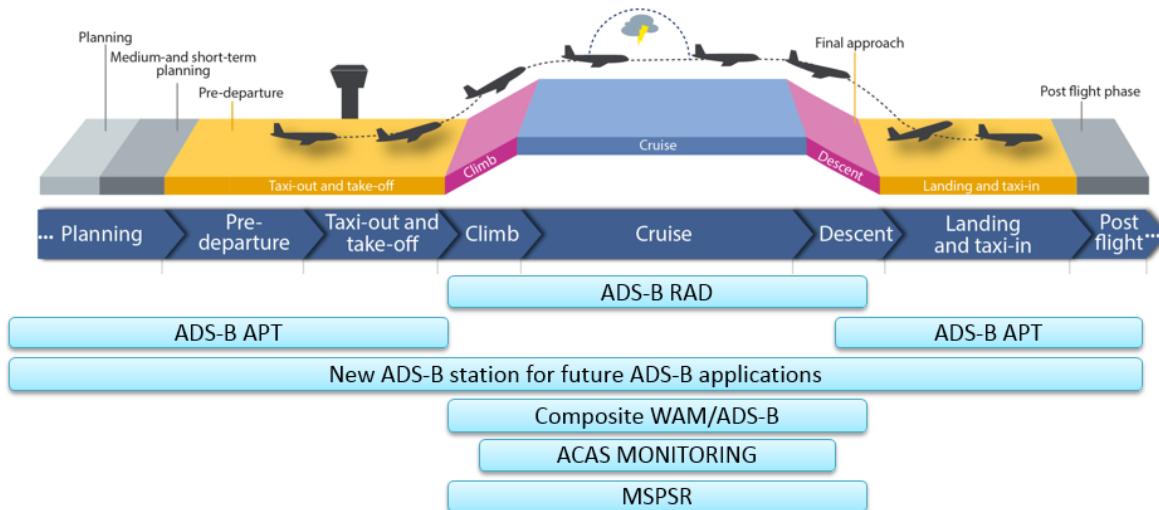 Planning
Medium-and short-term
planning
Pre-departure
Final approach
Post flight phase
Climb
Cruise
Descent
Taxi-out and take-off
Landing and taxi-in
... Planning
Pre-
departure
Taxi-out and
take-off
Climb
Cruise
Descent
Landing
and taxi-in
Post
flight ...
ADS-B RAD
ADS-B APT
ADS-B APT
New ADS-B station for future ADS-B applications
Composite WAM/ADS-B
ACAS MONITORING
MSPSR